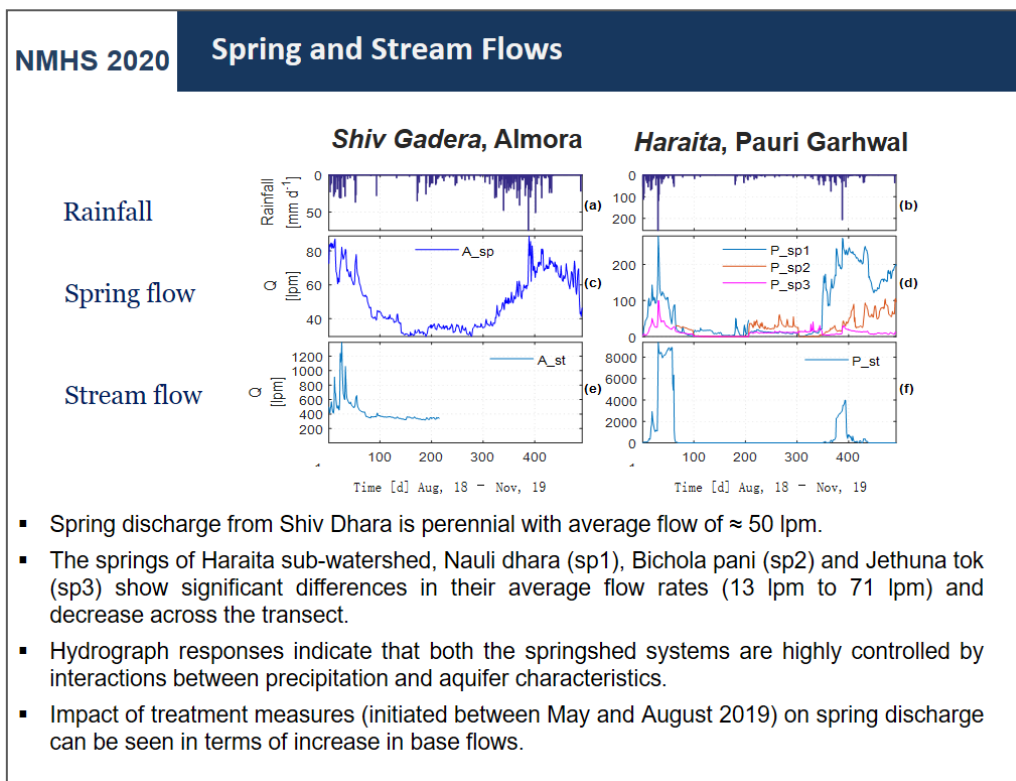 NMHS 2020
Spring and Stream Flows
Shiv Gadera, Almora
Haraita, Pauri Garhwal
Rainfall
Rainfall
[mm d-1]
0
50
(a)
0
100
200
(b)
Spring flow
Q
[lpm]
80
60
40
A_sp
(c)
200
100
0
P_sp1
P_sp2
P_sp3
(d)
Stream flow
Q
[lpm]
1200
1000
800
600
400
200
A_st
(e)
8000
6000
4000
2000
0
P_st
(f)
100 200 300 400
100 200 300 400
Time [d] Aug, 18 - Nov, 19
Time [d] Aug, 18 - Nov, 19
▪ Spring discharge from Shiv Dhara is perennial with average flow of ≈ 50 lpm.
▪ The springs of Haraita sub-watershed, Nauli dhara (sp1), Bichola pani (sp2) and Jethuna tok
(sp3) show significant differences in their average flow rates (13 lpm to 71 lpm) and
decrease across the transect.
▪ Hydrograph responses indicate that both the springshed systems are highly controlled by
interactions between precipitation and aquifer characteristics.
▪ Impact of treatment measures (initiated between May and August 2019) on spring discharge
can be seen in terms of increase in base flows.